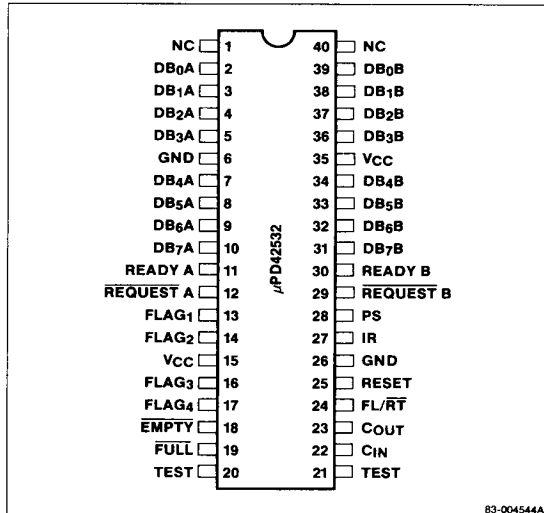 NC 1 40 NC
DB0A 2 39 DB0B
DB1A 3 38 DB1B
DB2A 4 37 DB2B
DB3A 5 36 DB3B
GND 6 35 VCC
DB4A 7 34 DB4B
DB5A 8 33 DB5B
DB6A 9 32 DB6B
DB7A 10 31 DB7B
READY A 11 30 READY B
REQUEST A 12 29 REQUEST B
FLAG1 13 28 PS
FLAG2 14 27 IR
VCC 15 26 GND
FLAG3 16 25 RESET
FLAG4 17 24 FL/RT
EMPTY 18 23 COUT
FULL 19 22 CIN
TEST 20 21 TEST
μPD42532
83-004544A